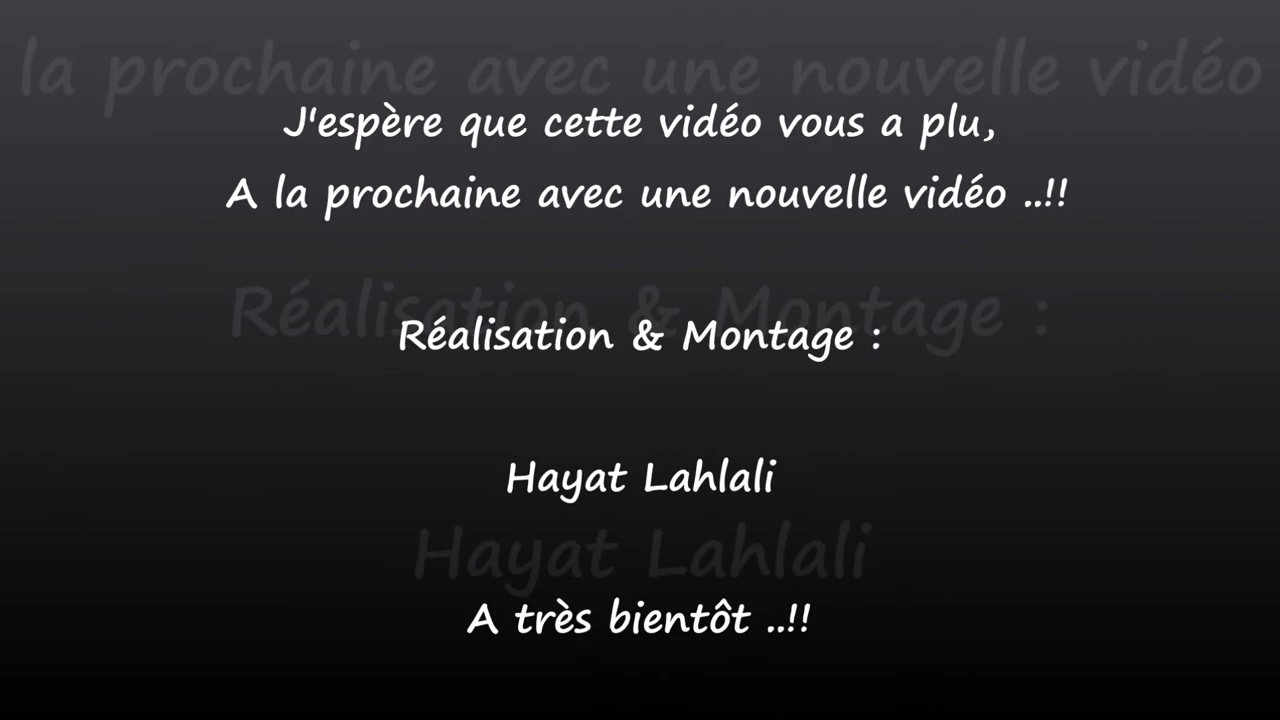 la prochaine avec une nouvelle vidéo
J'espère que cette vidéo vous a plu,
A la prochaine avec une nouvelle vidéo ..!!
Réalisation & Montage :
Réalisation & Montage :
Hayat Lahlali
Hayat Lahlali
A très bientôt ..!!